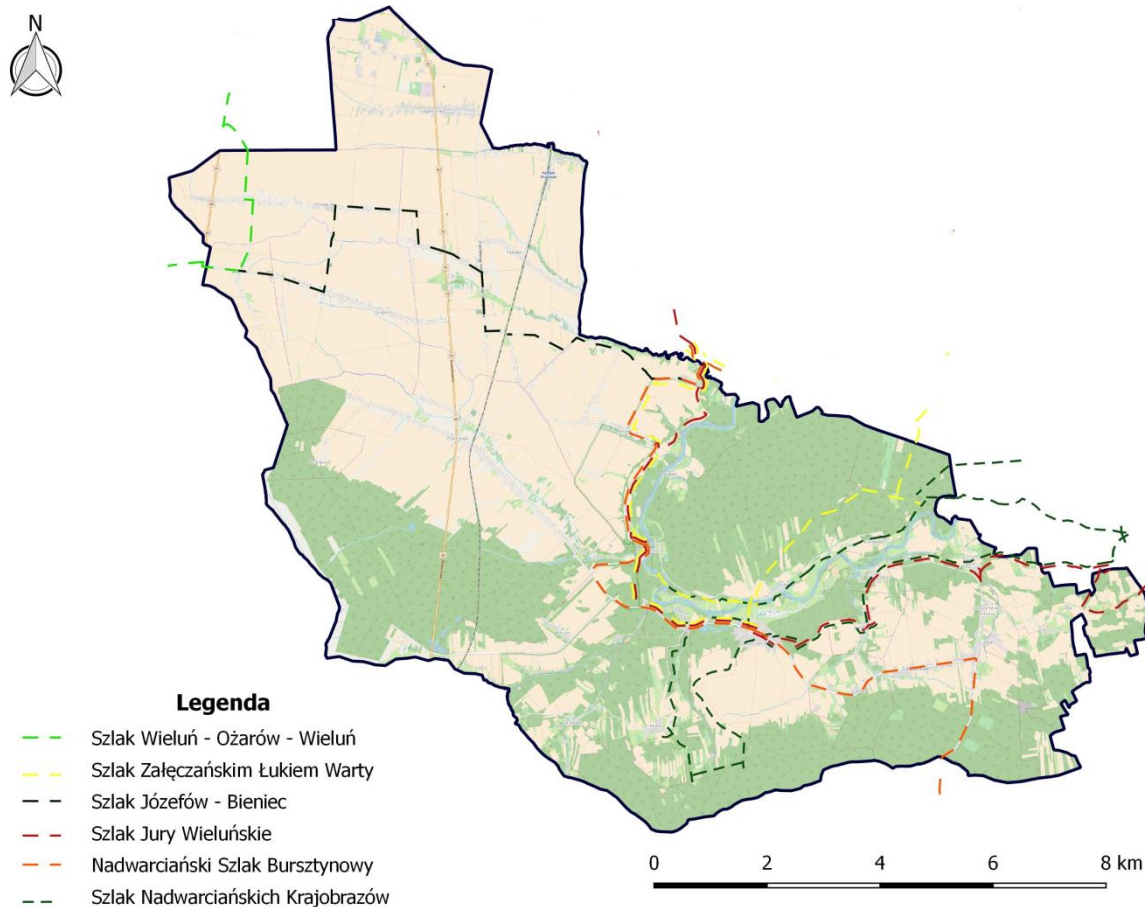 N
Legenda
Szlak Wieluń - Ożarów - Wieluń
Szlak Załęczańskim Łukiem Warty
Szlak Józefów - Bieniec
Szlak Jury Wieluńskie
Nadwarciański Szlak Bursztynowy
Szlak Nadwarciańskich Krajobrazów
0 2 4 6 8 km